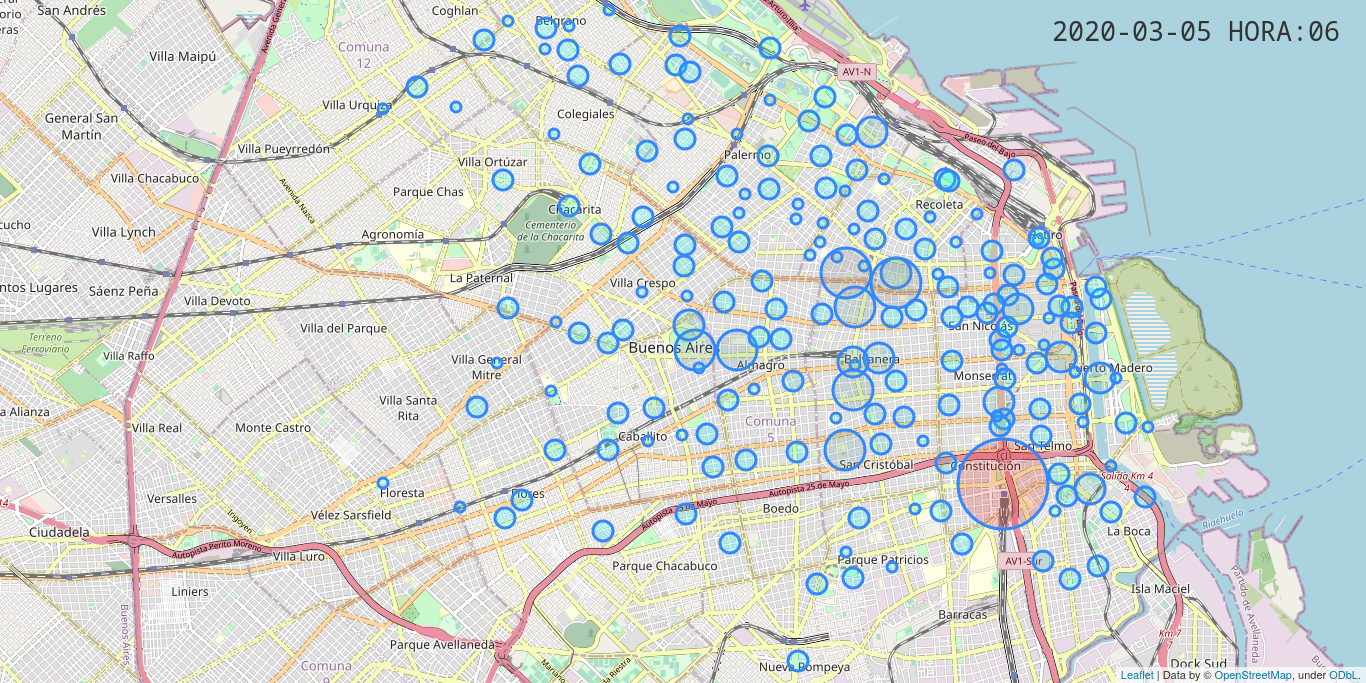 San Andrés
Coghlan
Belgrano
2020-03-05 HORA:06
Villa Maipú
Comuna
12
AV1-N
Villa Urquiza
General San
Martín
Colegiales
Paseo del Bajo
Villa Pueyrredón
Villa Ortúzar
Palermo
Villa Chacabuco
Avenida Nazca
Parque Chas
Recoleta
Chacarita
Cementerio
de la Chacarita
Villa Lynch
Agronomía
Retiro
La Paternal
Villa Crespo
Sáenz Peña
Villa Devoto
San Nicolás
Villa del Parque
Terreno
Ferroviario
Buenos Aires
Villa Raffo
Villa General
Mitre
Almagro
Balvanera
Puerto Madero
Monserrat
Villa Santa
Rita
Comuna
5
Villa Real
Monte Castro
Caballito
San Telmo
San Cristóbal
Constitución
Salida Km 4
4
Autopista 25 de Mayo
Floresta
Flores
Versalles
Vélez Sarsfield
Irigoyen
Autopista 25 de Mayo
Boedo
Riachuelo
Ciudadela
La Boca
Autopista Perito Moreno
Villa Luro
Parque Chacabuco
Parque Patricios
AV1-Sur
Liniers
Isla Maciel
Barracas
Km 7
Parque Avellaneda
Comuna
9
Nueva Pompeya
Dock Sud
Leaflet | Data by © OpenStreetMap, under ODbL.